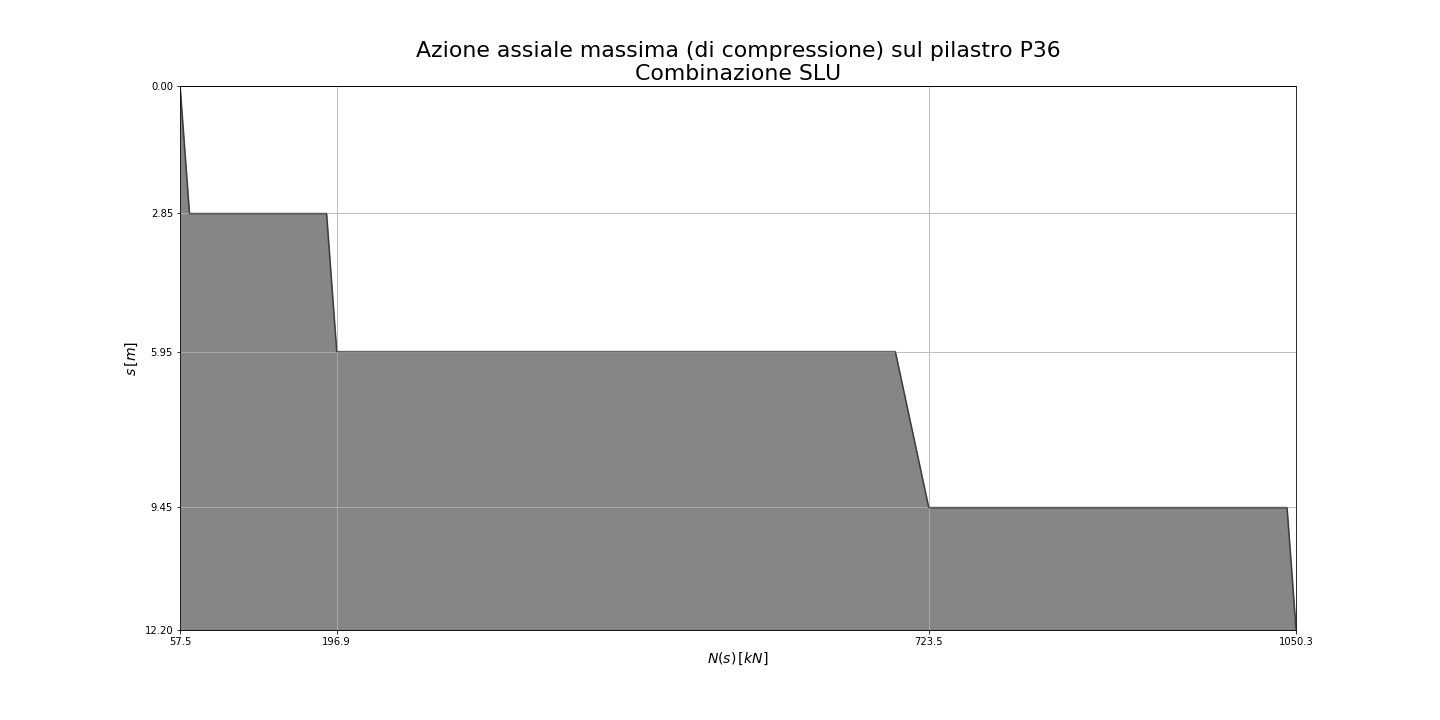 Azione assiale massima (di compressione) sul pilastro P36
Combinazione SLU
0.00
2.85
5.95
9.45
12.20
s [m]
57.5
196.9
723.5
1050.3
N(s) [kN]